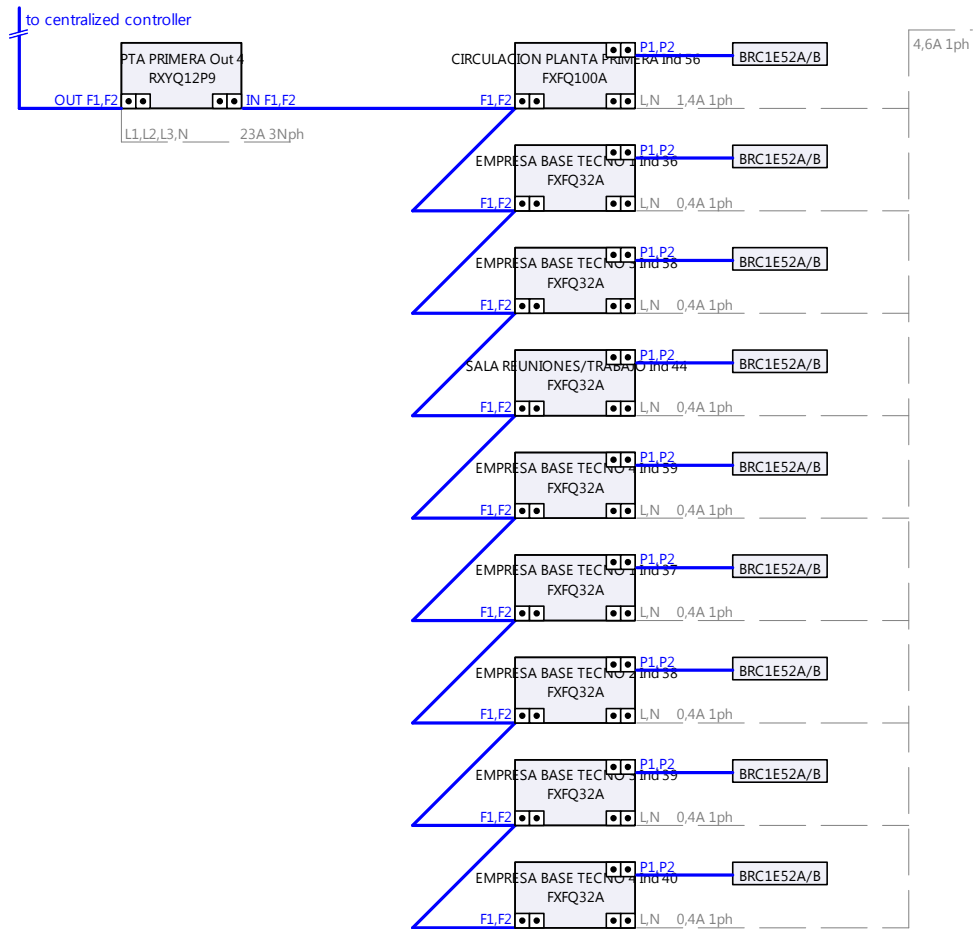 to centralized controller
PTA PRIMERA Out 4
RXYQ12P9
OUT F1,F2
IN F1,F2
L1,L2,L3,N 23A 3Nph
4,6A 1ph
CIRCULACION PLANTA PRIMERA Ind 56
FXFQ100A
P1,P2
BRC1E52A/B
F1,F2
L,N 1,4A 1ph
EMPRESA BASE TECNO 1 Ind 36
FXFQ32A
P1,P2
BRC1E52A/B
F1,F2
L,N 0,4A 1ph
EMPRESA BASE TECNO 3 Ind 58
FXFQ32A
P1,P2
BRC1E52A/B
F1,F2
L,N 0,4A 1ph
SALA REUNIONES/TRABAJO Ind 44
FXFQ32A
P1,P2
BRC1E52A/B
F1,F2
L,N 0,4A 1ph
EMPRESA BASE TECNO 4 Ind 59
FXFQ32A
P1,P2
BRC1E52A/B
F1,F2
L,N 0,4A 1ph
EMPRESA BASE TECNO 1 Ind 37
FXFQ32A
P1,P2
BRC1E52A/B
F1,F2
L,N 0,4A 1ph
EMPRESA BASE TECNO 2 Ind 38
FXFQ32A
P1,P2
BRC1E52A/B
F1,F2
L,N 0,4A 1ph
EMPRESA BASE TECNO 3 Ind 39
FXFQ32A
P1,P2
BRC1E52A/B
F1,F2
L,N 0,4A 1ph
EMPRESA BASE TECNO 4 Ind 40
FXFQ32A
P1,P2
BRC1E52A/B
F1,F2
L,N 0,4A 1ph